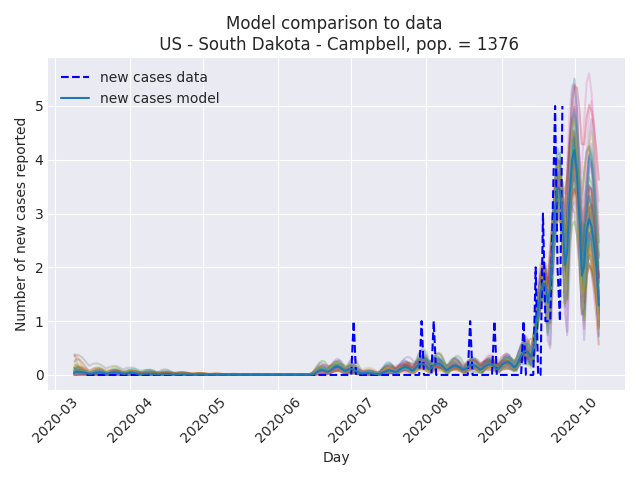 Model comparison to data
US - South Dakota - Campbell, pop. = 1376
new cases data
new cases model
Number of new cases reported
5
4
3
2
1
0
2020-03
2020-04
2020-05
2020-06
2020-07
2020-08
2020-09
2020-10
Day